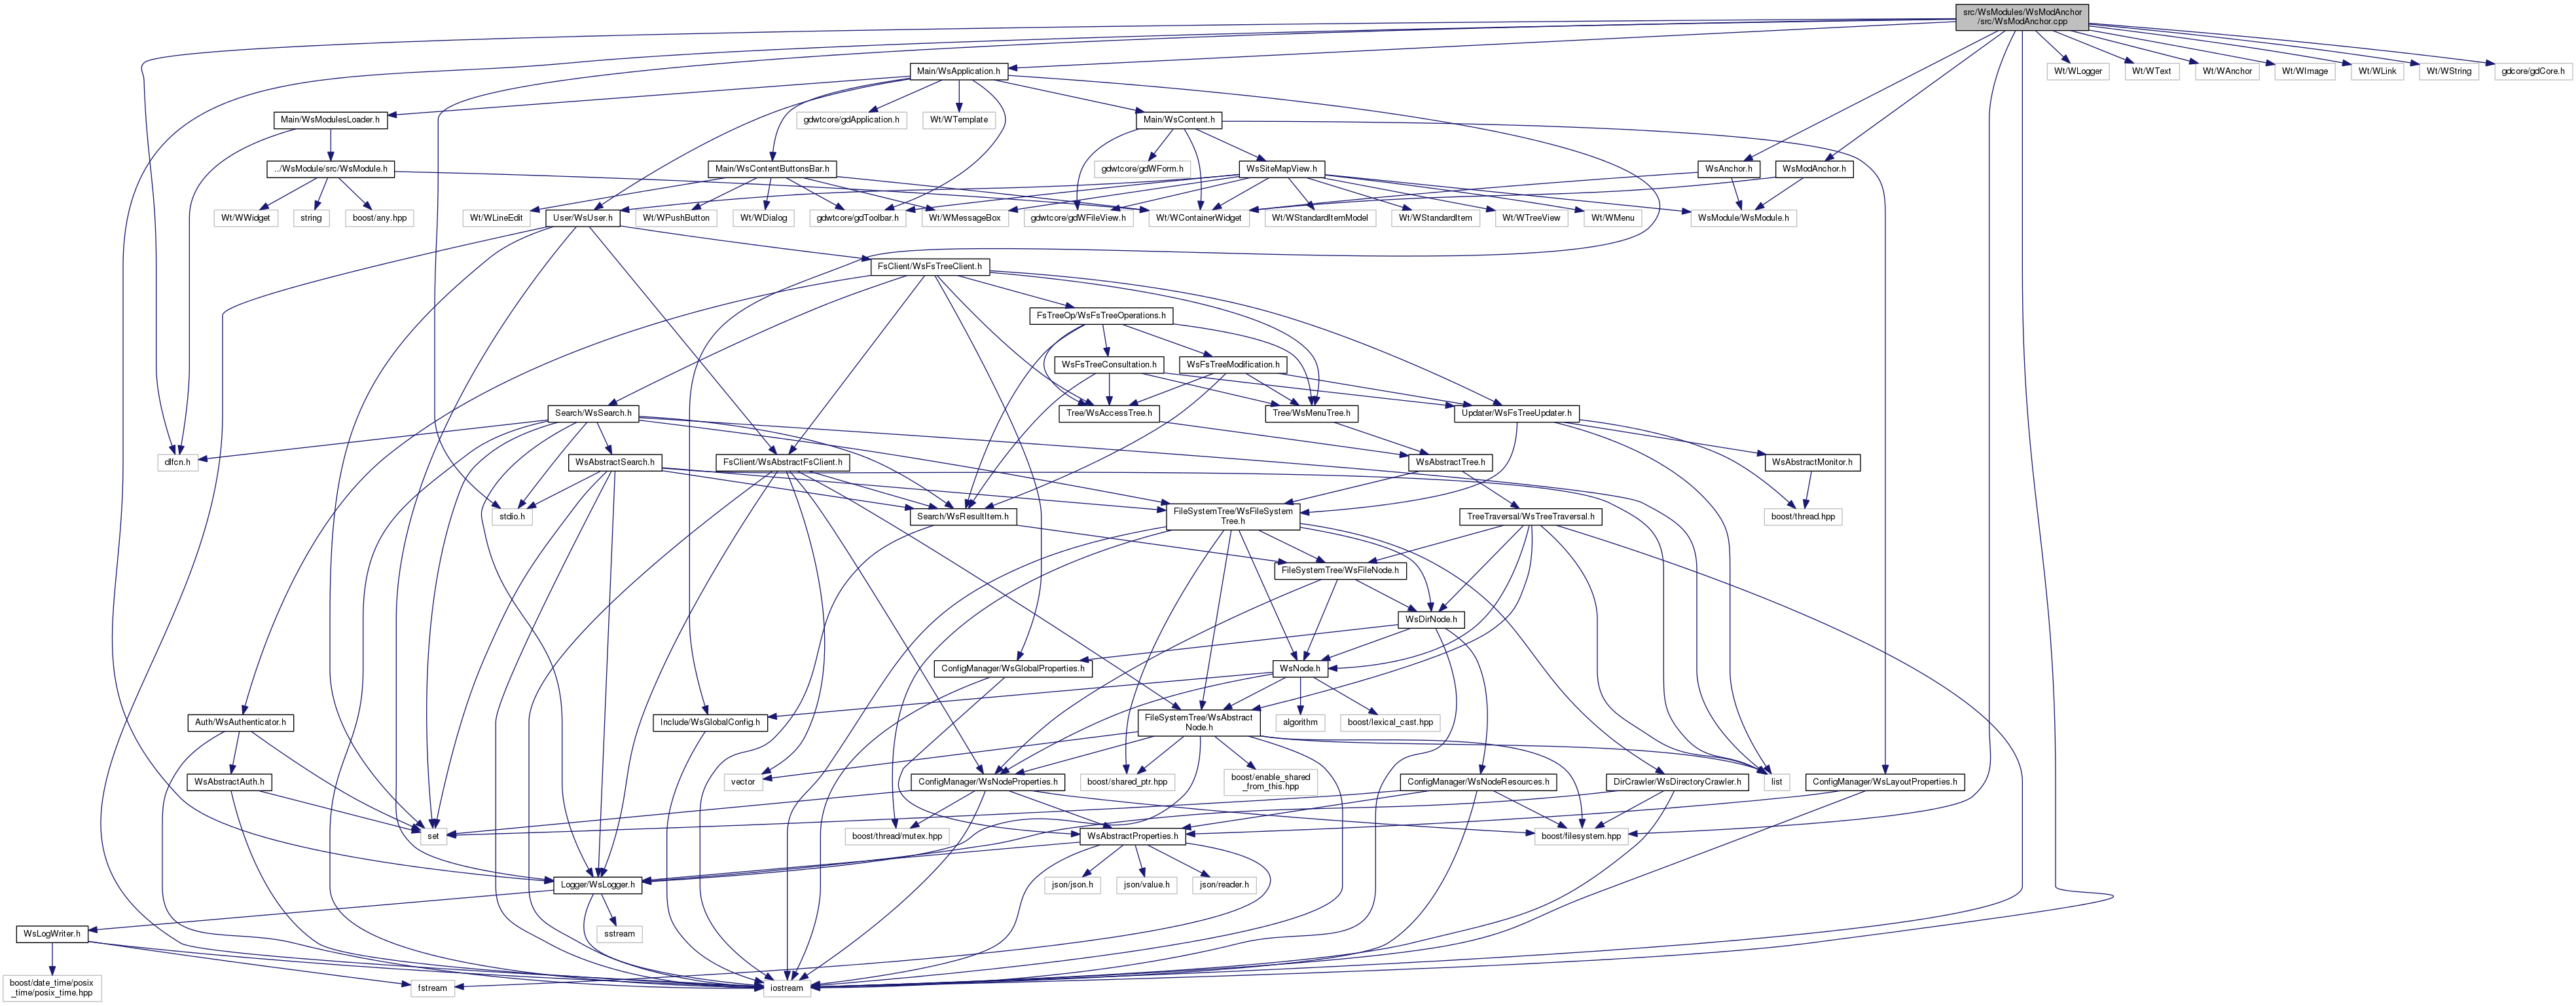 src/WsModules/WsModAnchor
/src/WsModAnchor.cpp
Main/WsApplication.h
Wt/WLogger
Wt/WText
Wt/WAnchor
Wt/WImage
Wt/WLink
Wt/WString
gdcore/gdCore.h
Main/WsModulesLoader.h
gdwtcore/gdApplication.h
Wt/WTemplate
Main/WsContent.h
../WsModule/src/WsModule.h
Main/WsContentButtonsBar.h
gdwtcore/gdWForm.h
WsSiteMapView.h
WsAnchor.h
WsModAnchor.h
Wt/WWidget
string
boost/any.hpp
Wt/WLineEdit
User/WsUser.h
Wt/WPushButton
Wt/WDialog
gdwtcore/gdToolbar.h
Wt/WMessageBox
gdwtcore/gdWFileView.h
Wt/WContainerWidget
Wt/WStandardItemModel
Wt/WStandardItem
Wt/WTreeView
Wt/WMenu
WsModule/WsModule.h
FsClient/WsFsTreeClient.h
FsTreeOp/WsFsTreeOperations.h
WsFsTreeConsultation.h
WsFsTreeModification.h
Search/WsSearch.h
Tree/WsAccessTree.h
Tree/WsMenuTree.h
Updater/WsFsTreeUpdater.h
dlfcn.h
WsAbstractSearch.h
FsClient/WsAbstractFsClient.h
WsAbstractTree.h
WsAbstractMonitor.h
stdio.h
Search/WsResultItem.h
FileSystemTree/WsFileSystem
Tree.h
TreeTraversal/WsTreeTraversal.h
boost/thread.hpp
FileSystemTree/WsFileNode.h
WsDirNode.h
ConfigManager/WsGlobalProperties.h
WsNode.h
Auth/WsAuthenticator.h
Include/WsGlobalConfig.h
FileSystemTree/WsAbstract
Node.h
algorithm
boost/lexical_cast.hpp
WsAbstractAuth.h
vector
ConfigManager/WsNodeProperties.h
boost/shared_ptr.hpp
boost/enable_shared
_from_this.hpp
ConfigManager/WsNodeResources.h
DirCrawler/WsDirectoryCrawler.h
list
ConfigManager/WsLayoutProperties.h
set
boost/thread/mutex.hpp
WsAbstractProperties.h
boost/filesystem.hpp
Logger/WsLogger.h
json/json.h
json/value.h
json/reader.h
WsLogWriter.h
sstream
boost/date_time/posix
_time/posix_time.hpp
fstream
iostream